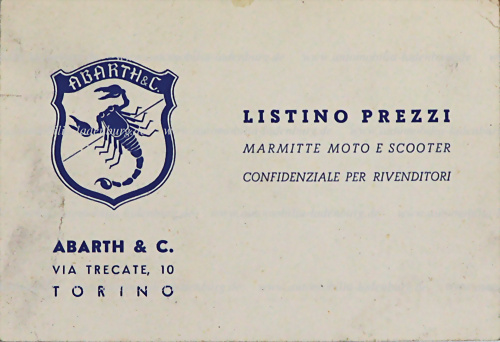 ABARTH & C.
LISTINO PREZZI
MARMITTE MOTO E SCOOTER
CONFIDENZIALE PER RIVENDITORI
ABARTH & C.
VIA TRECATE, 10
TORINO